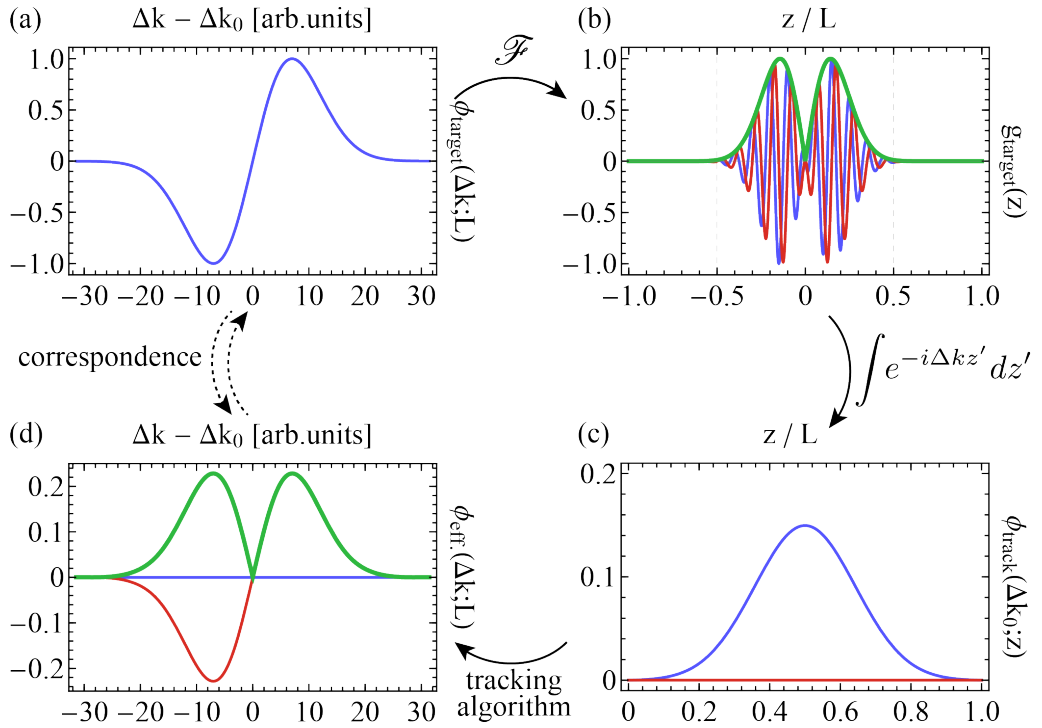 (a) Δk − Δk₀ [arb.units]
1.0
0.5
0
−0.5
−1.0
−30 −20 −10 0 10 20 30
ϕtarget(Δk;L)
ℱ
(b) z / L
1.0
0.5
0
−0.5
−1.0
−1.0 −0.5 0 0.5 1.0
gtarget(z)
correspondence
∫ e^{−iΔkz′} dz′
(d) Δk − Δk₀ [arb.units]
0.2
0.1
0
−0.1
−0.2
−30 −20 −10 0 10 20 30
ϕeff.(Δk;L)
tracking
algorithm
(c) z / L
0.2
0.1
0
0 0.2 0.4 0.6 0.8 1.0
ϕtrack(Δk₀;z)